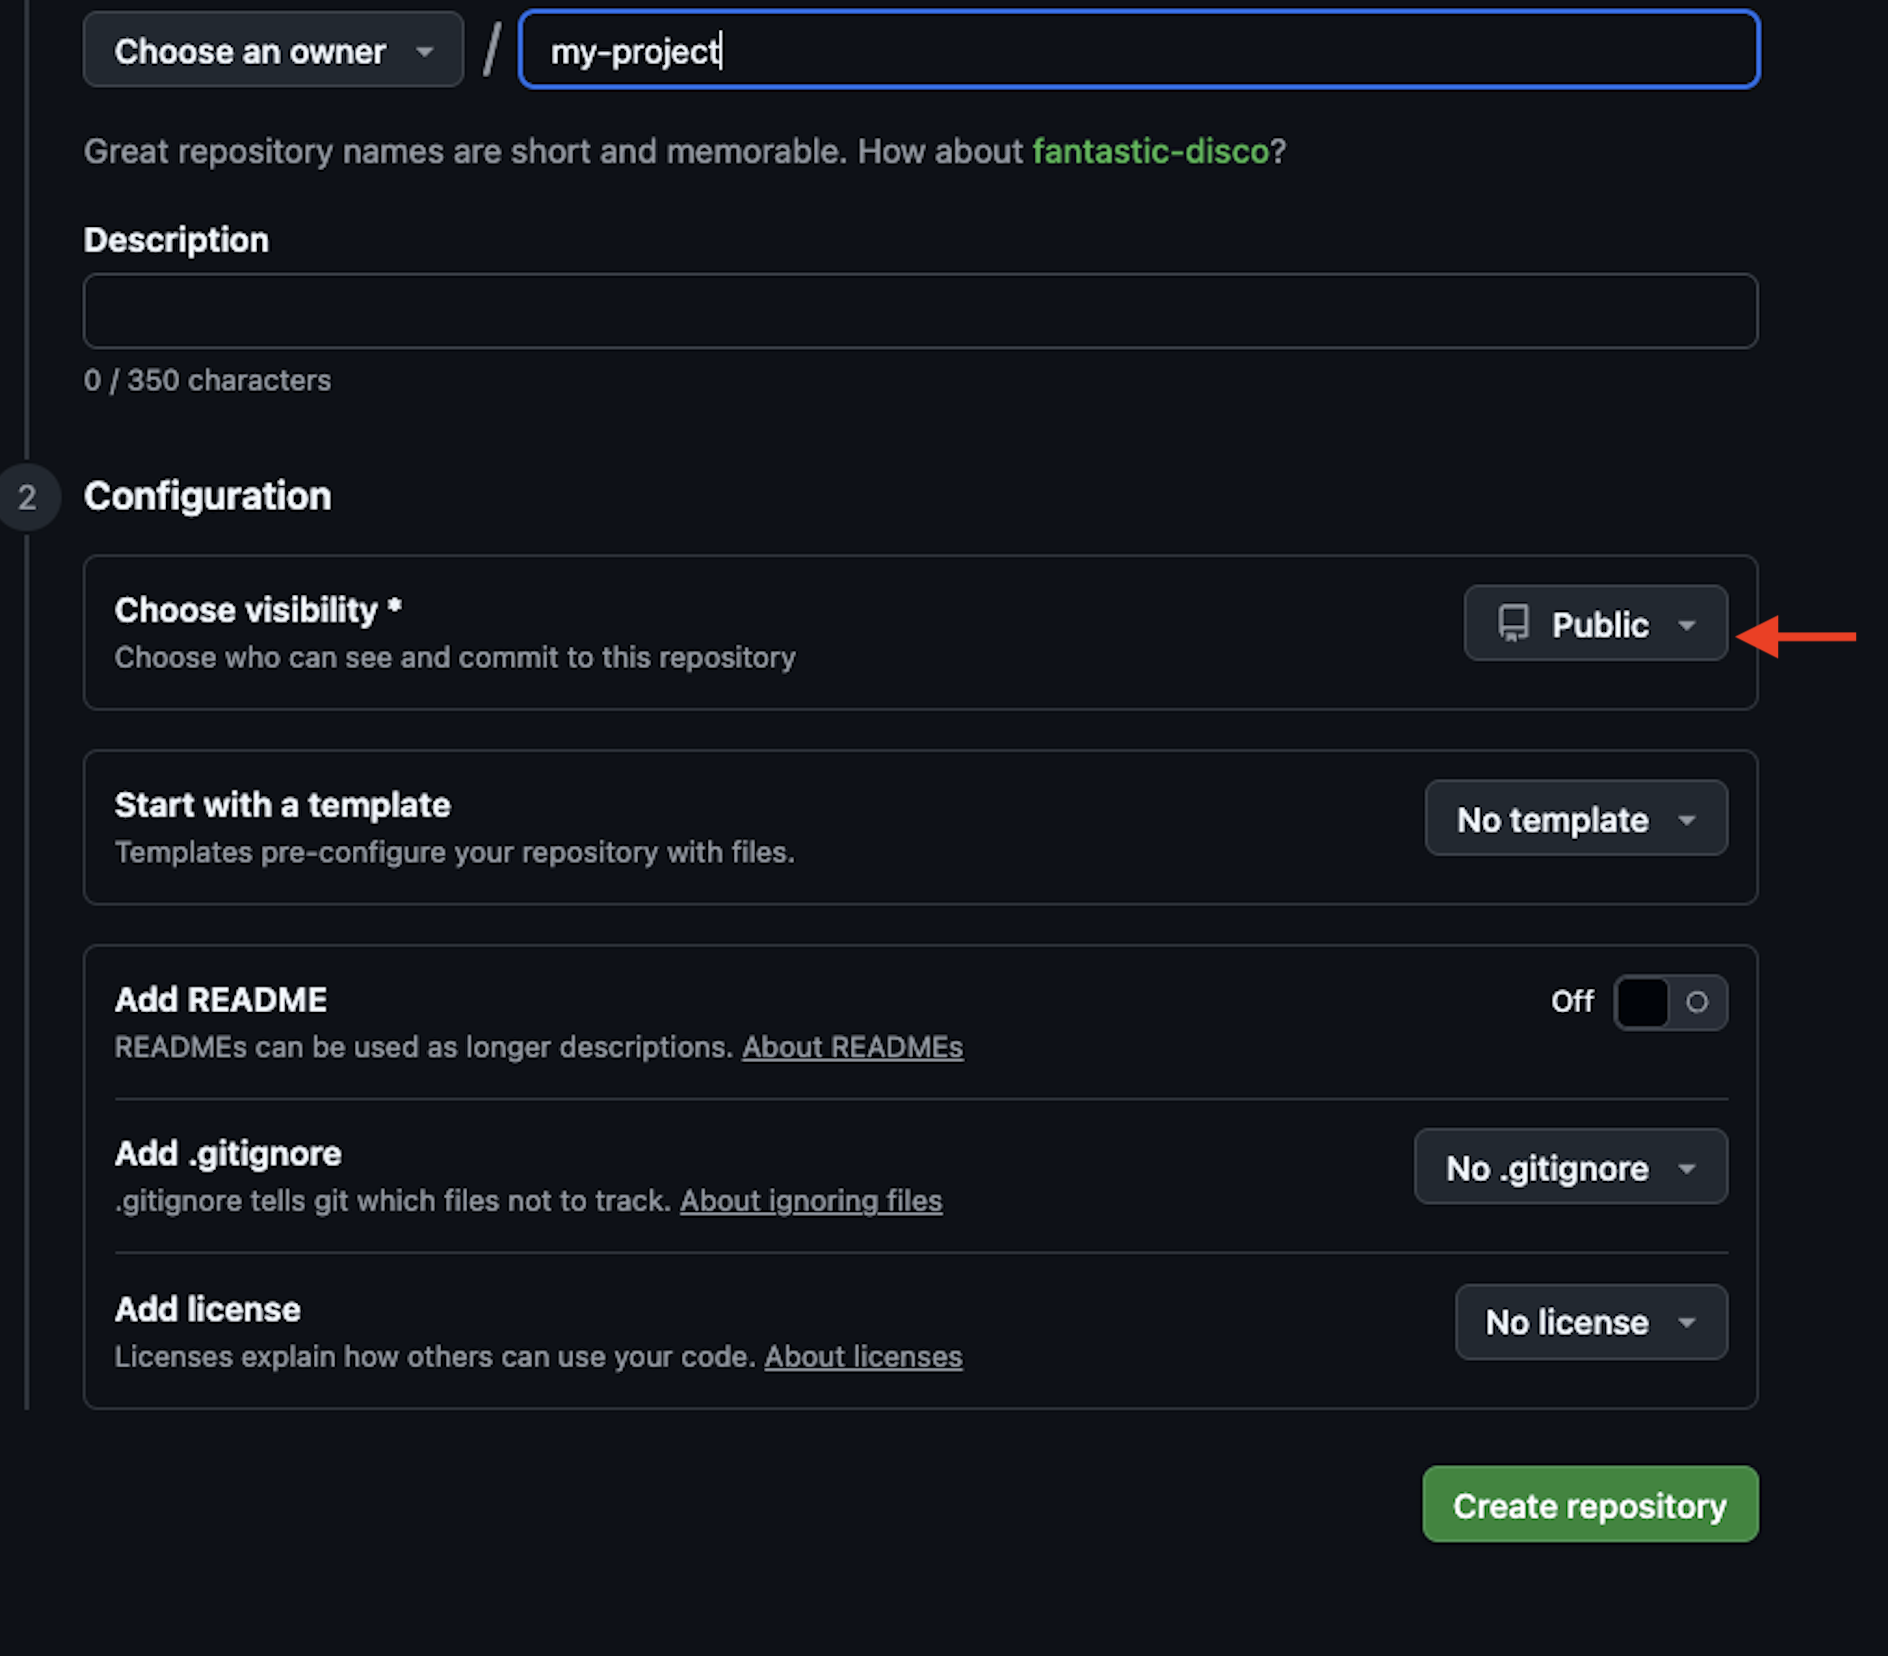 Choose an owner / my-project
Great repository names are short and memorable. How about fantastic-disco?
Description
0 / 350 characters
2 Configuration
Choose visibility *
Public
Choose who can see and commit to this repository
Start with a template
No template
Templates pre-configure your repository with files.
Add README
Off
READMEs can be used as longer descriptions. About READMEs
Add .gitignore
No .gitignore
.gitignore tells git which files not to track. About ignoring files
Add license
No license
Licenses explain how others can use your code. About licenses
Create repository